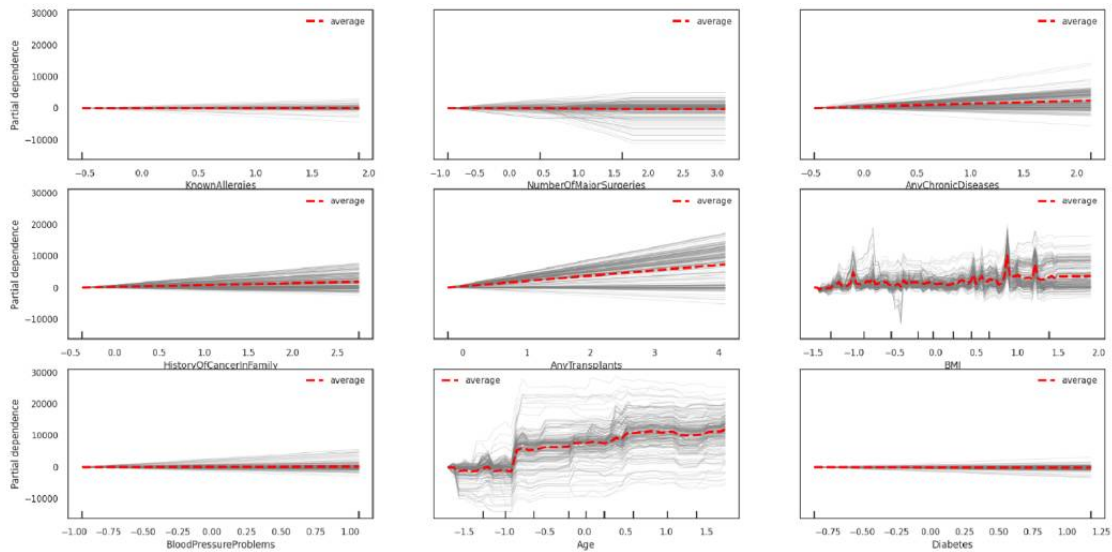 30000
20000
10000
0
−10000
Partial dependence
average
−0.5 0.0 0.5 1.0 1.5 2.0
KnownAllergies
average
−1.0 −0.5 0.0 0.5 1.0 1.5 2.0 2.5 3.0
NumberOfMajorSurgeries
average
−0.5 0.0 0.5 1.0 1.5 2.0
AnyChronicDiseases
30000
20000
10000
0
−10000
Partial dependence
average
−0.5 0.0 0.5 1.0 1.5 2.0 2.5
HistoryOfCancerInFamily
average
0 1 2 3 4
AnyTransplants
average
−1.5 −1.0 −0.5 0.0 0.5 1.0 1.5 2.0
BMI
30000
20000
10000
0
−10000
Partial dependence
average
−1.00 −0.75 −0.50 −0.25 0.00 0.25 0.50 0.75 1.00
BloodPressureProblems
average
−1.5 −1.0 −0.5 0.0 0.5 1.0 1.5
Age
average
−0.75 −0.50 −0.25 0.00 0.25 0.50 0.75 1.00 1.25
Diabetes